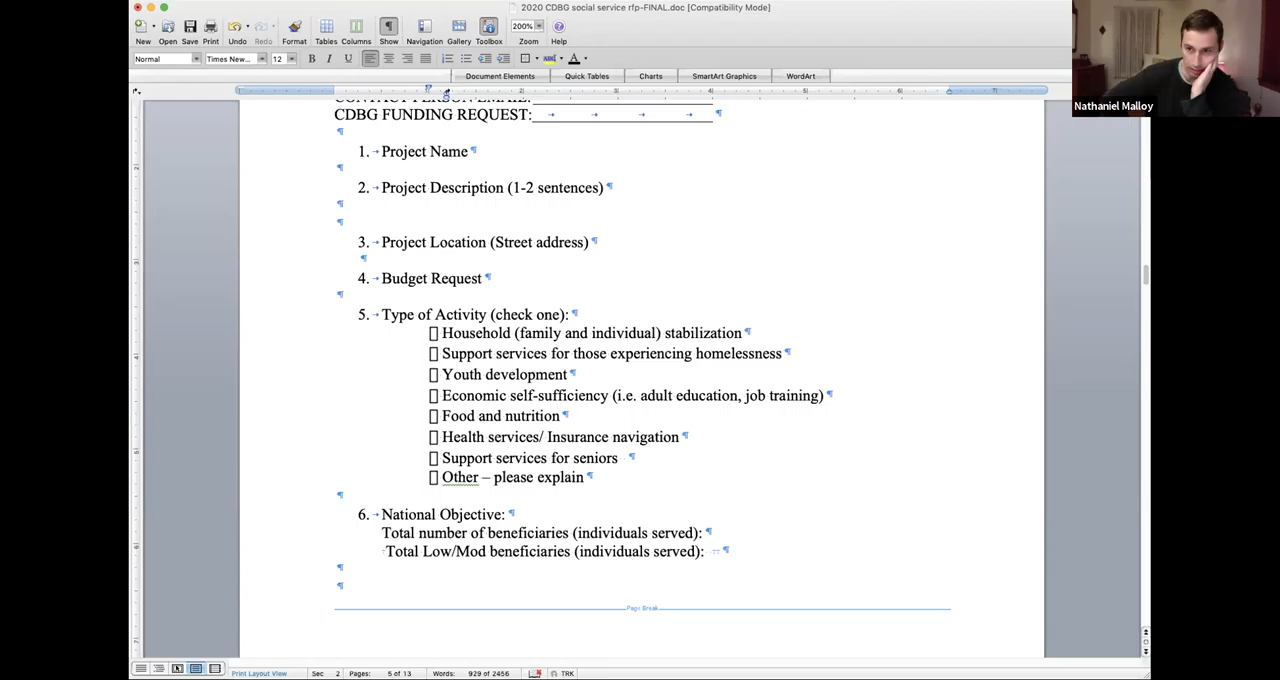 2020 CDBG social service rfp-FINAL.doc [Compatibility Mode]
New Open Save Print Undo Redo Format Tables Columns Show Navigation Gallery Toolbox Zoom Help
200%
Normal Times New... 12 B I U
Document Elements Quick Tables Charts SmartArt Graphics WordArt
Nathaniel Malloy
CONTACT PERSON EMAIL:
CDBG FUNDING REQUEST:
1. Project Name
2. Project Description (1-2 sentences)
3. Project Location (Street address)
4. Budget Request
5. Type of Activity (check one):
Household (family and individual) stabilization
Support services for those experiencing homelessness
Youth development
Economic self-sufficiency (i.e. adult education, job training)
Food and nutrition
Health services/ Insurance navigation
Support services for seniors
Other – please explain
6. National Objective:
Total number of beneficiaries (individuals served):
Total Low/Mod beneficiaries (individuals served):
Page Break
Print Layout View Sec 2 Pages: 5 of 13 Words: 929 of 2456 TRK